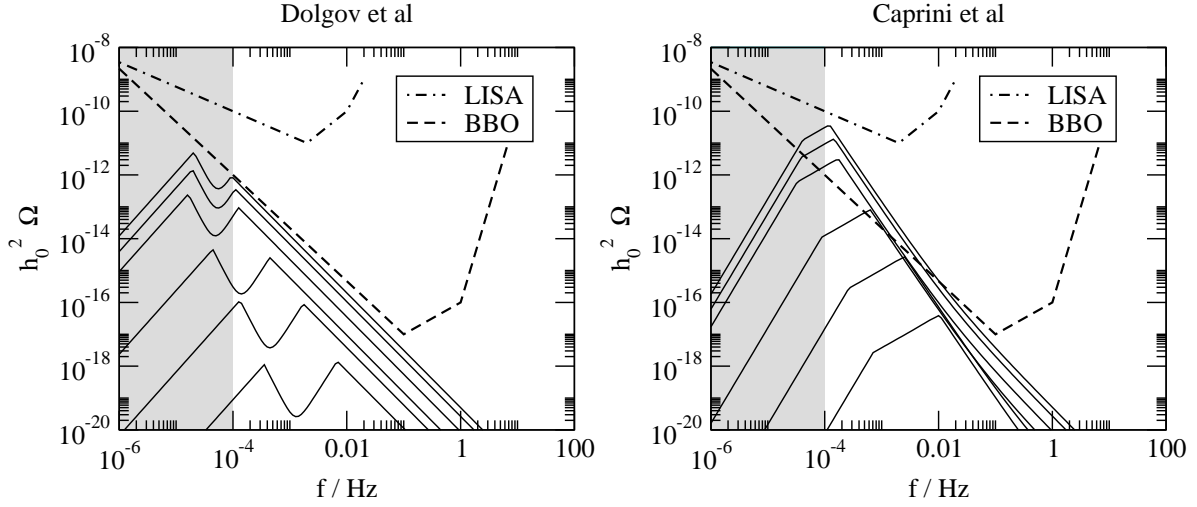 Dolgov et al
10^-8
10^-10
10^-12
10^-14
10^-16
10^-18
10^-20
h_0^2 Ω
LISA
BBO
10^-6
10^-4
0.01
1
100
f / Hz
Caprini et al
10^-8
10^-10
10^-12
10^-14
10^-16
10^-18
10^-20
h_0^2 Ω
LISA
BBO
10^-6
10^-4
0.01
1
100
f / Hz